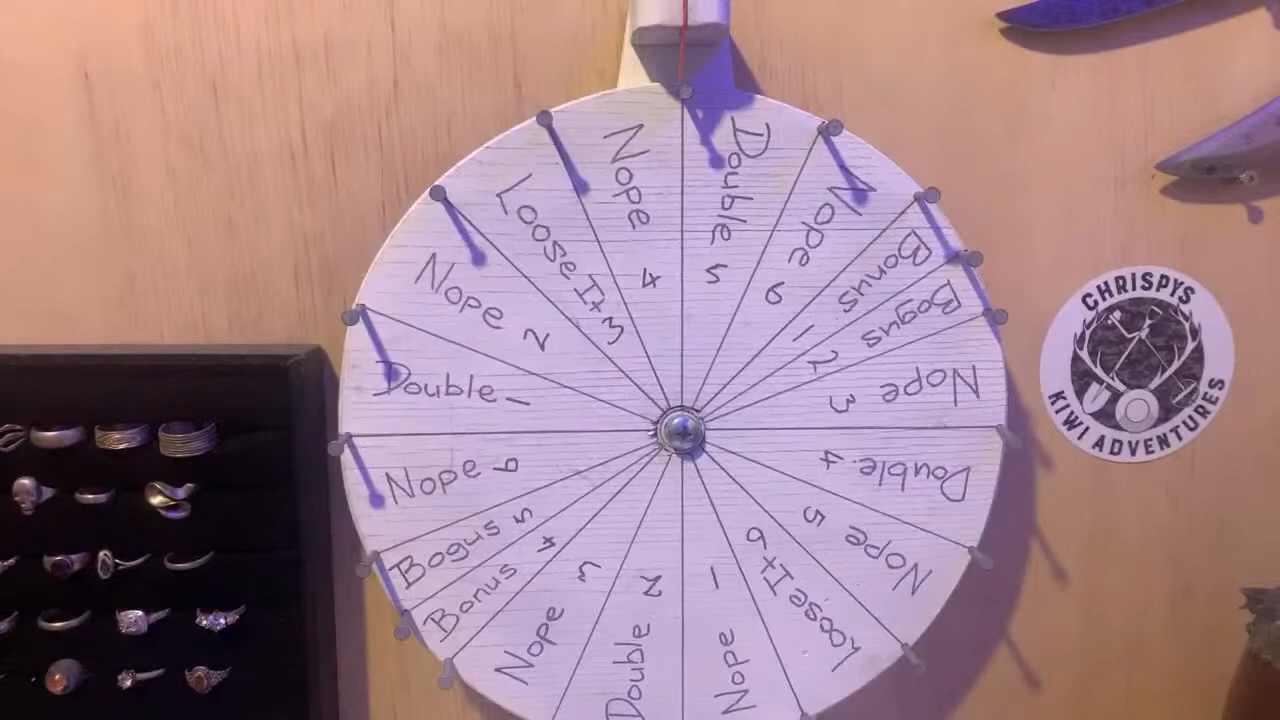 Double 5
Nope 6
Bonus 1
Bogus 2
Nope 3
Double 4
Nope 5
Loose It 6
Nope 1
Double 2
Nope 3
Bonus 4
Bogus 5
Nope 6
Double 1
Nope 2
Loose It 3
Nope 4
CHRISPYS
KIWI ADVENTURES